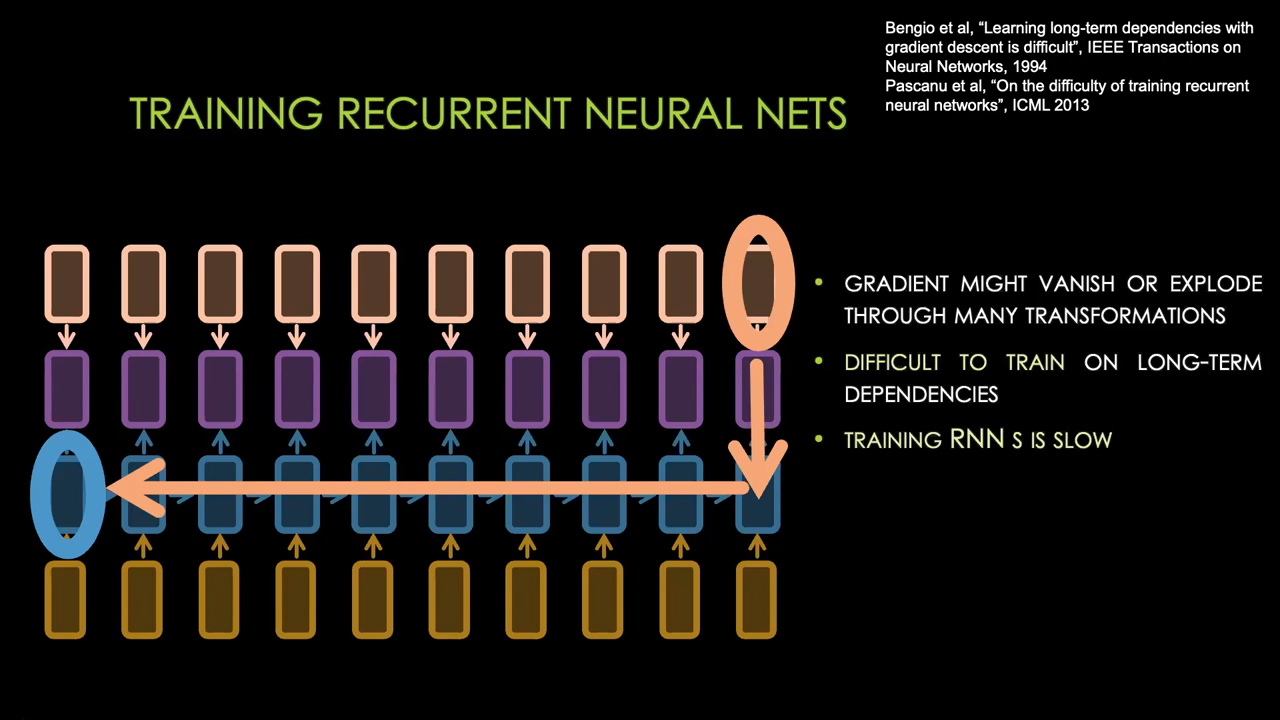 Bengio et al, “Learning long-term dependencies with
gradient descent is difficult”, IEEE Transactions on
Neural Networks, 1994
Pascanu et al, “On the difficulty of training recurrent
neural networks”, ICML 2013
TRAINING RECURRENT NEURAL NETS
• GRADIENT MIGHT VANISH OR EXPLODE
THROUGH MANY TRANSFORMATIONS
• DIFFICULT TO TRAIN ON LONG-TERM
DEPENDENCIES
• TRAINING RNN S IS SLOW